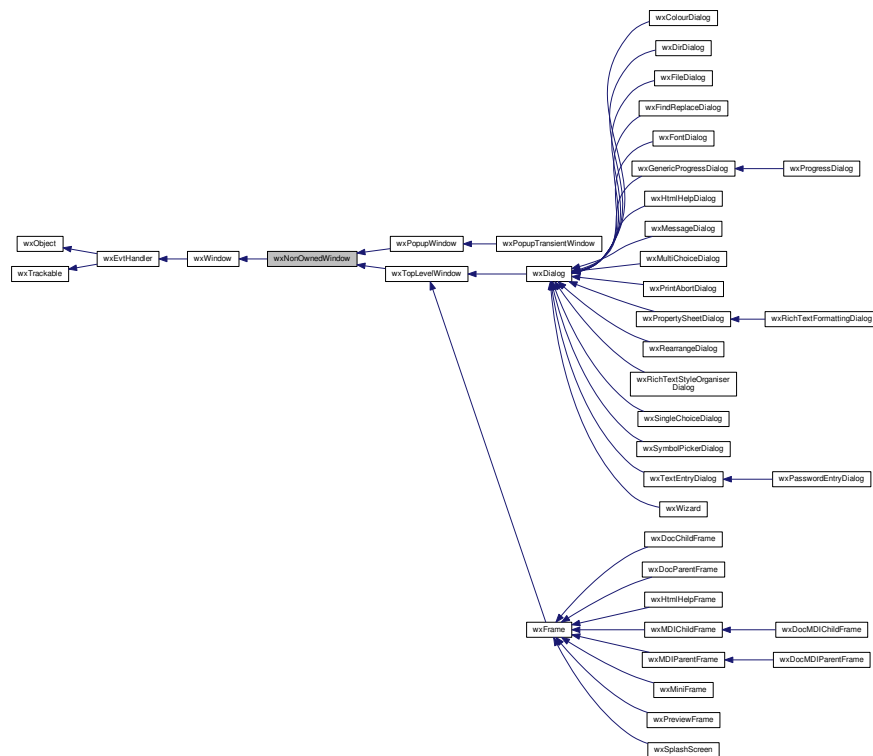 wxColourDialog
wxDirDialog
wxFileDialog
wxFindReplaceDialog
wxFontDialog
wxGenericProgressDialog
wxProgressDialog
wxHtmlHelpDialog
wxObject
wxTrackable
wxEvtHandler
wxWindow
wxNonOwnedWindow
wxPopupWindow
wxPopupTransientWindow
wxTopLevelWindow
wxDialog
wxMessageDialog
wxMultiChoiceDialog
wxPrintAbortDialog
wxPropertySheetDialog
wxRichTextFormattingDialog
wxRearrangeDialog
wxRichTextStyleOrganiser
Dialog
wxSingleChoiceDialog
wxSymbolPickerDialog
wxTextEntryDialog
wxPasswordEntryDialog
wxWizard
wxDocChildFrame
wxDocParentFrame
wxHtmlHelpFrame
wxFrame
wxMDIChildFrame
wxDocMDIChildFrame
wxMDIParentFrame
wxDocMDIParentFrame
wxMiniFrame
wxPreviewFrame
wxSplashScreen